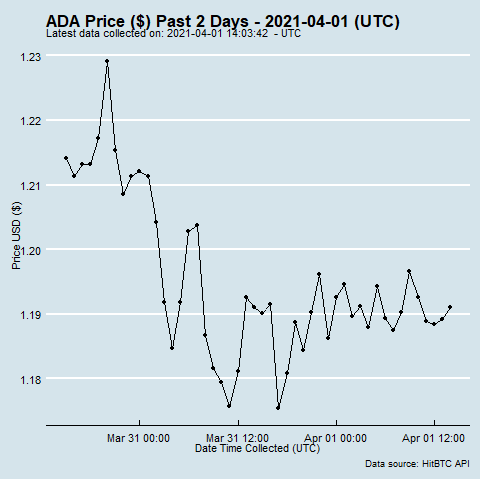 ADA Price ($) Past 2 Days - 2021-04-01 (UTC)
Latest data collected on: 2021-04-01 14:03:42 - UTC
1.23
1.22
1.21
1.20
1.19
1.18
Price USD ($)
Mar 31 00:00
Mar 31 12:00
Apr 01 00:00
Apr 01 12:00
Date Time Collected (UTC)
Data source: HitBTC API